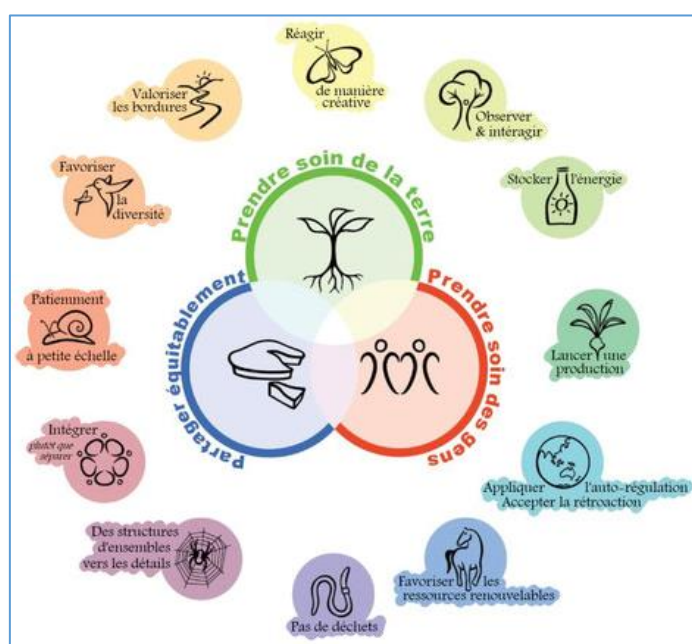 Réagir
de manière
créative
Observer
& intéragir
Stocker l'énergie
Lancer une
production
Appliquer l'auto-régulation
Accepter la rétroaction
Favoriser les
ressources renouvelables
Pas de déchets
Des structures
d'ensembles
vers les détails
Intégrer
plutôt que
séparer
Patiemment
à petite échelle
Favoriser
la
diversité
Valoriser
les bordures
Prendre soin de la terre
Prendre soin des gens
Partager équitablement